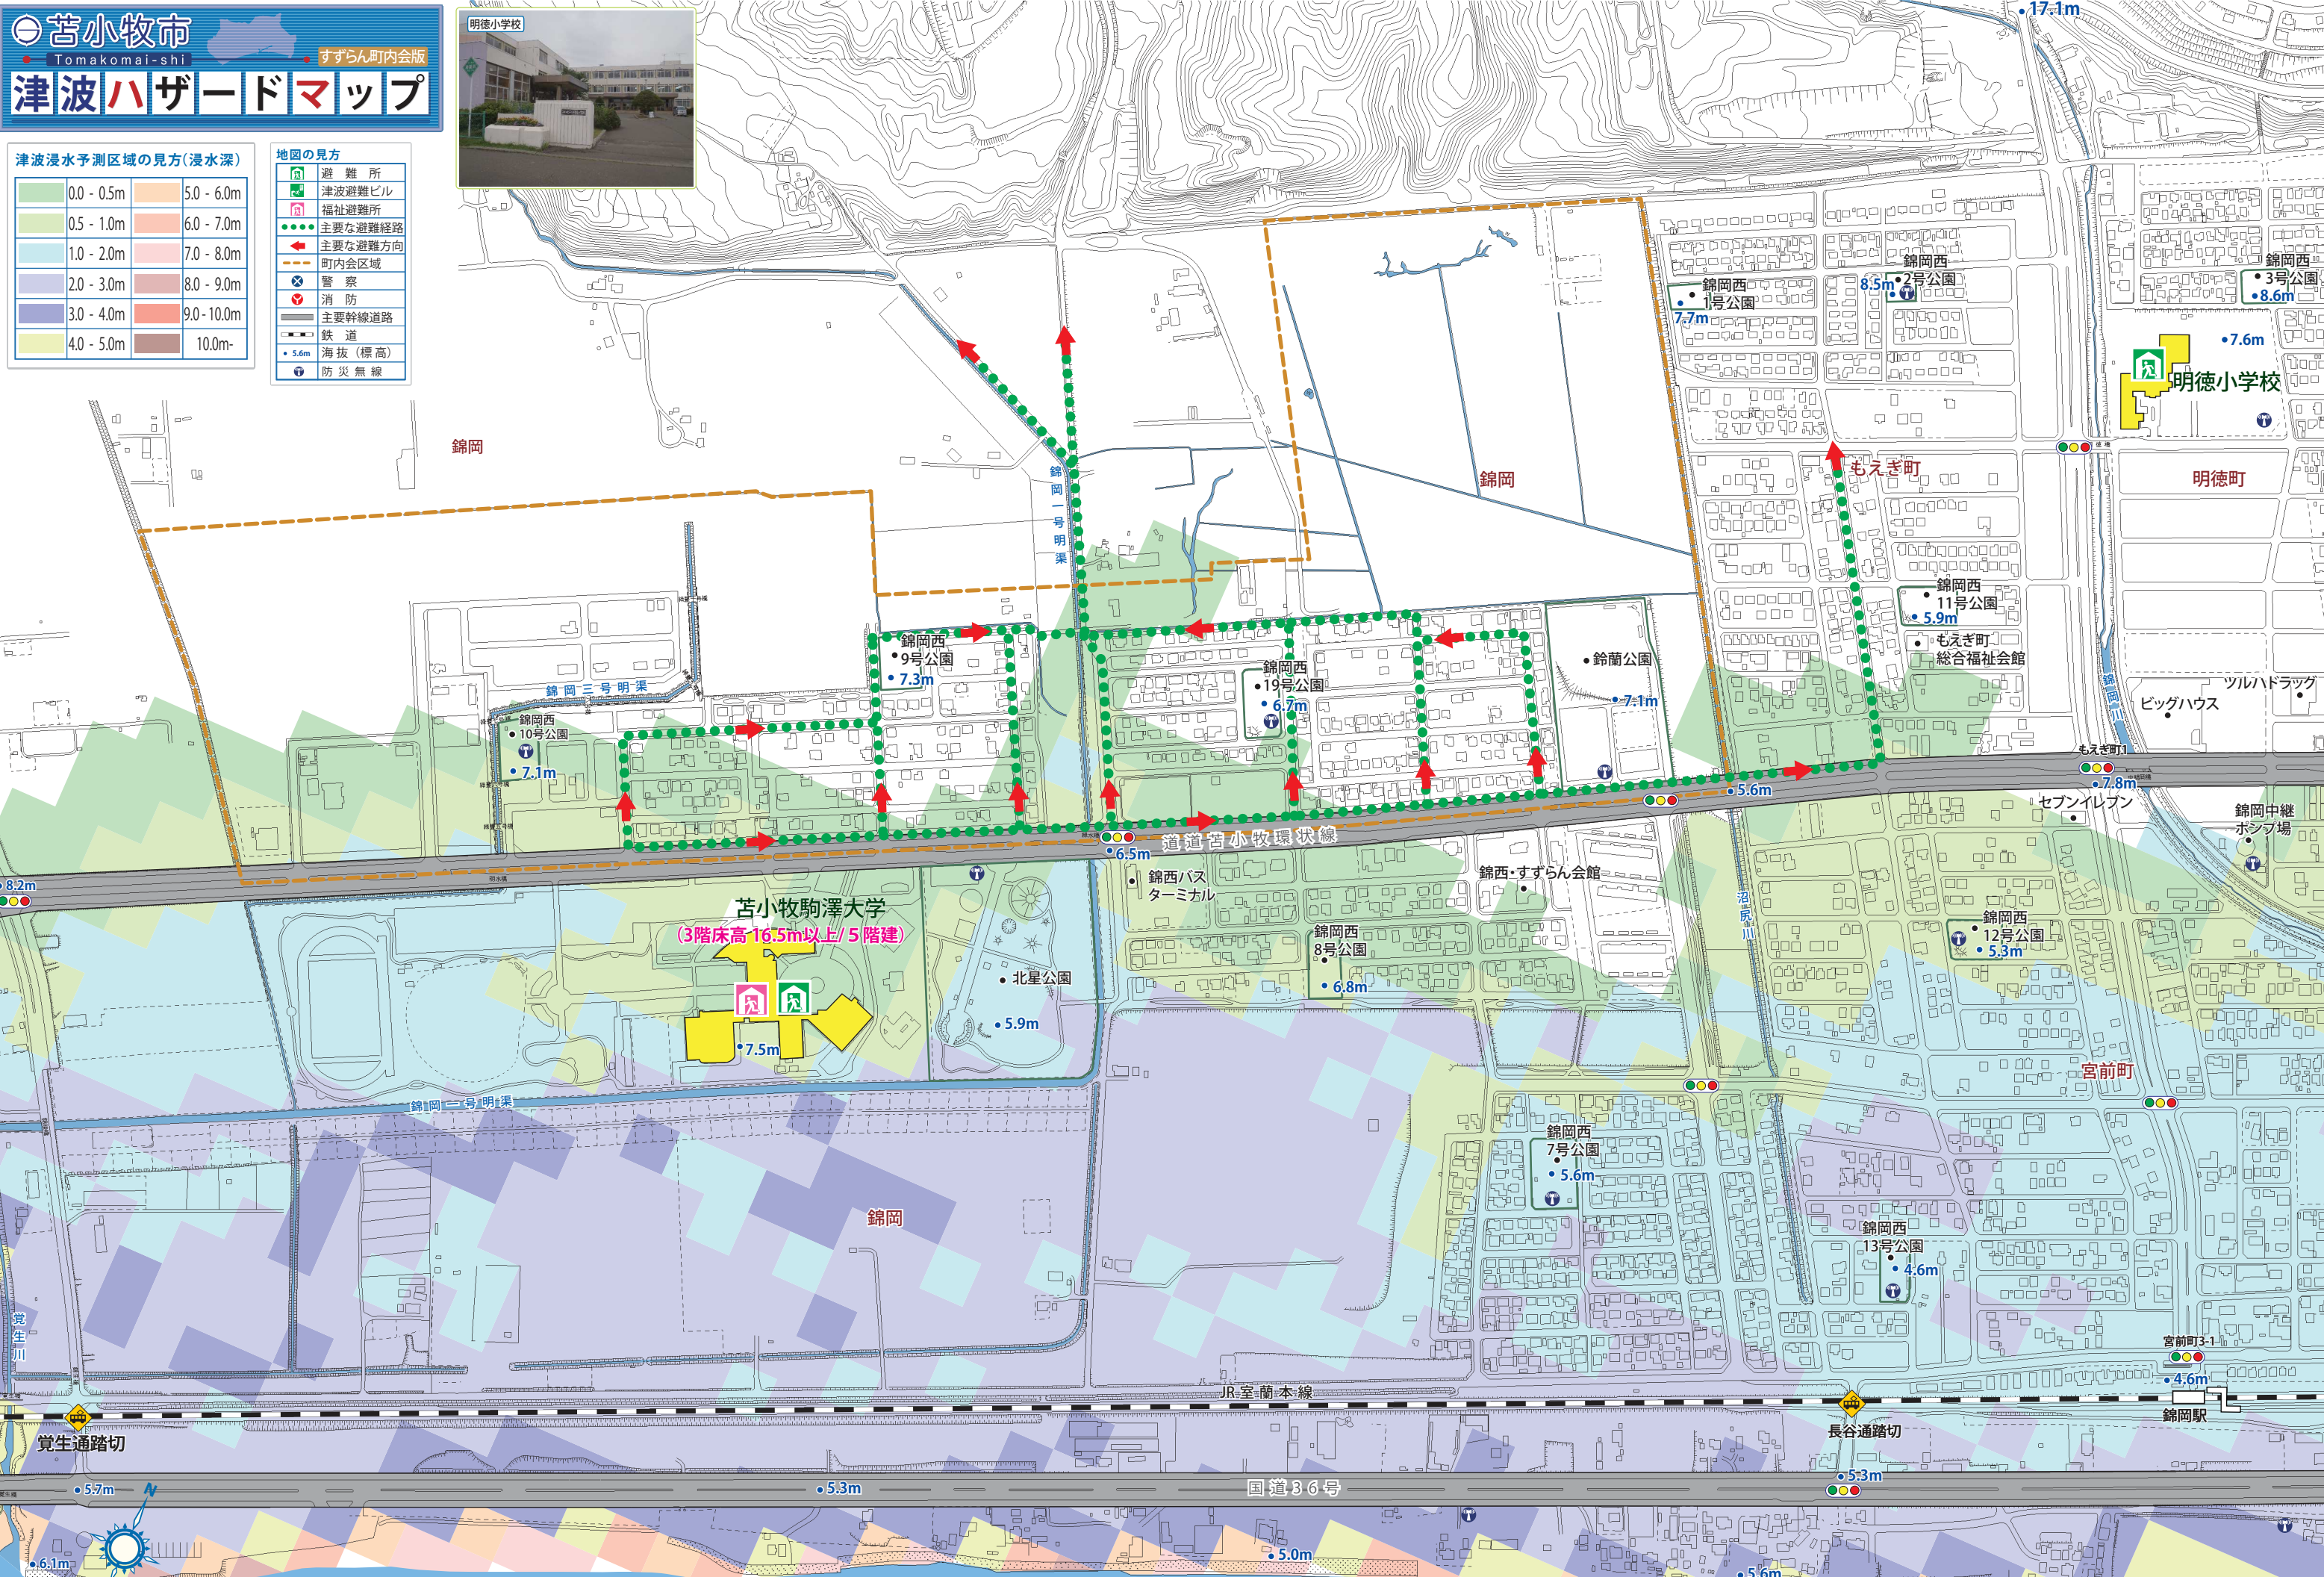 苫小牧市
Tomakomai-shi
すずらん町内会版
津波ハザードマップ
明徳小学校
津波浸水予測区域の見方(浸水深)
0.0 - 0.5m 5.0 - 6.0m
0.5 - 1.0m 6.0 - 7.0m
1.0 - 2.0m 7.0 - 8.0m
2.0 - 3.0m 8.0 - 9.0m
3.0 - 4.0m 9.0 - 10.0m
4.0 - 5.0m 10.0m-
地図の見方
避難所
津波避難ビル
福祉避難所
主要な避難経路
主要な避難方向
町内会区域
警察
消防
主要幹線道路
鉄道
5.6m 海抜(標高)
防災無線
17.1m
錦岡西
1号公園
7.7m
錦岡西
2号公園
8.5m
錦岡西
3号公園
8.6m
7.6m
明徳小学校
錦岡
錦岡一号明渠
錦岡
もえぎ町
明徳町
錦岡西
11号公園
5.9m
もえぎ町
総合福祉会館
錦岡西
9号公園
7.3m
錦岡三号明渠
錦岡西
10号公園
7.1m
錦岡西
19号公園
6.7m
鈴蘭公園
7.1m
錦岡川
ツルハドラッグ
ビッグハウス
もえぎ町1
7.8m
5.6m
セブンイレブン
錦岡中継
ポンプ場
道道苫小牧環状線
6.5m
錦西バス
ターミナル
錦西・すずらん会館
8.2m
明水橋
苫小牧駒澤大学
(3階床高 16.5m以上/５階建)
7.5m
北星公園
5.9m
錦岡西
8号公園
6.8m
沼尻川
錦岡西
12号公園
5.3m
宮前町
錦岡一号明渠
錦岡西
7号公園
5.6m
錦岡
錦岡西
13号公園
4.6m
覚生川
宮前町3-1
4.6m
錦岡駅
JR室蘭本線
覚生通踏切
長谷通踏切
5.7m
5.3m
国道36号
5.3m
N
6.1m
5.0m
5.6m